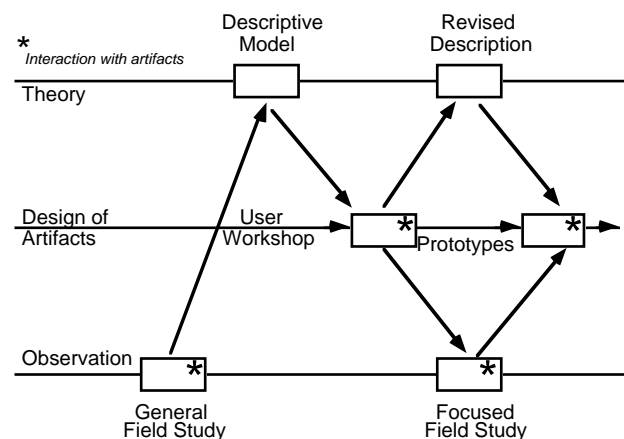 Descriptive
Model
Revised
Description
*Interaction with artifacts
Theory
Design of
Artifacts
User
Workshop
*
Prototypes
*
Observation
*
*
General
Field Study
Focused
Field Study